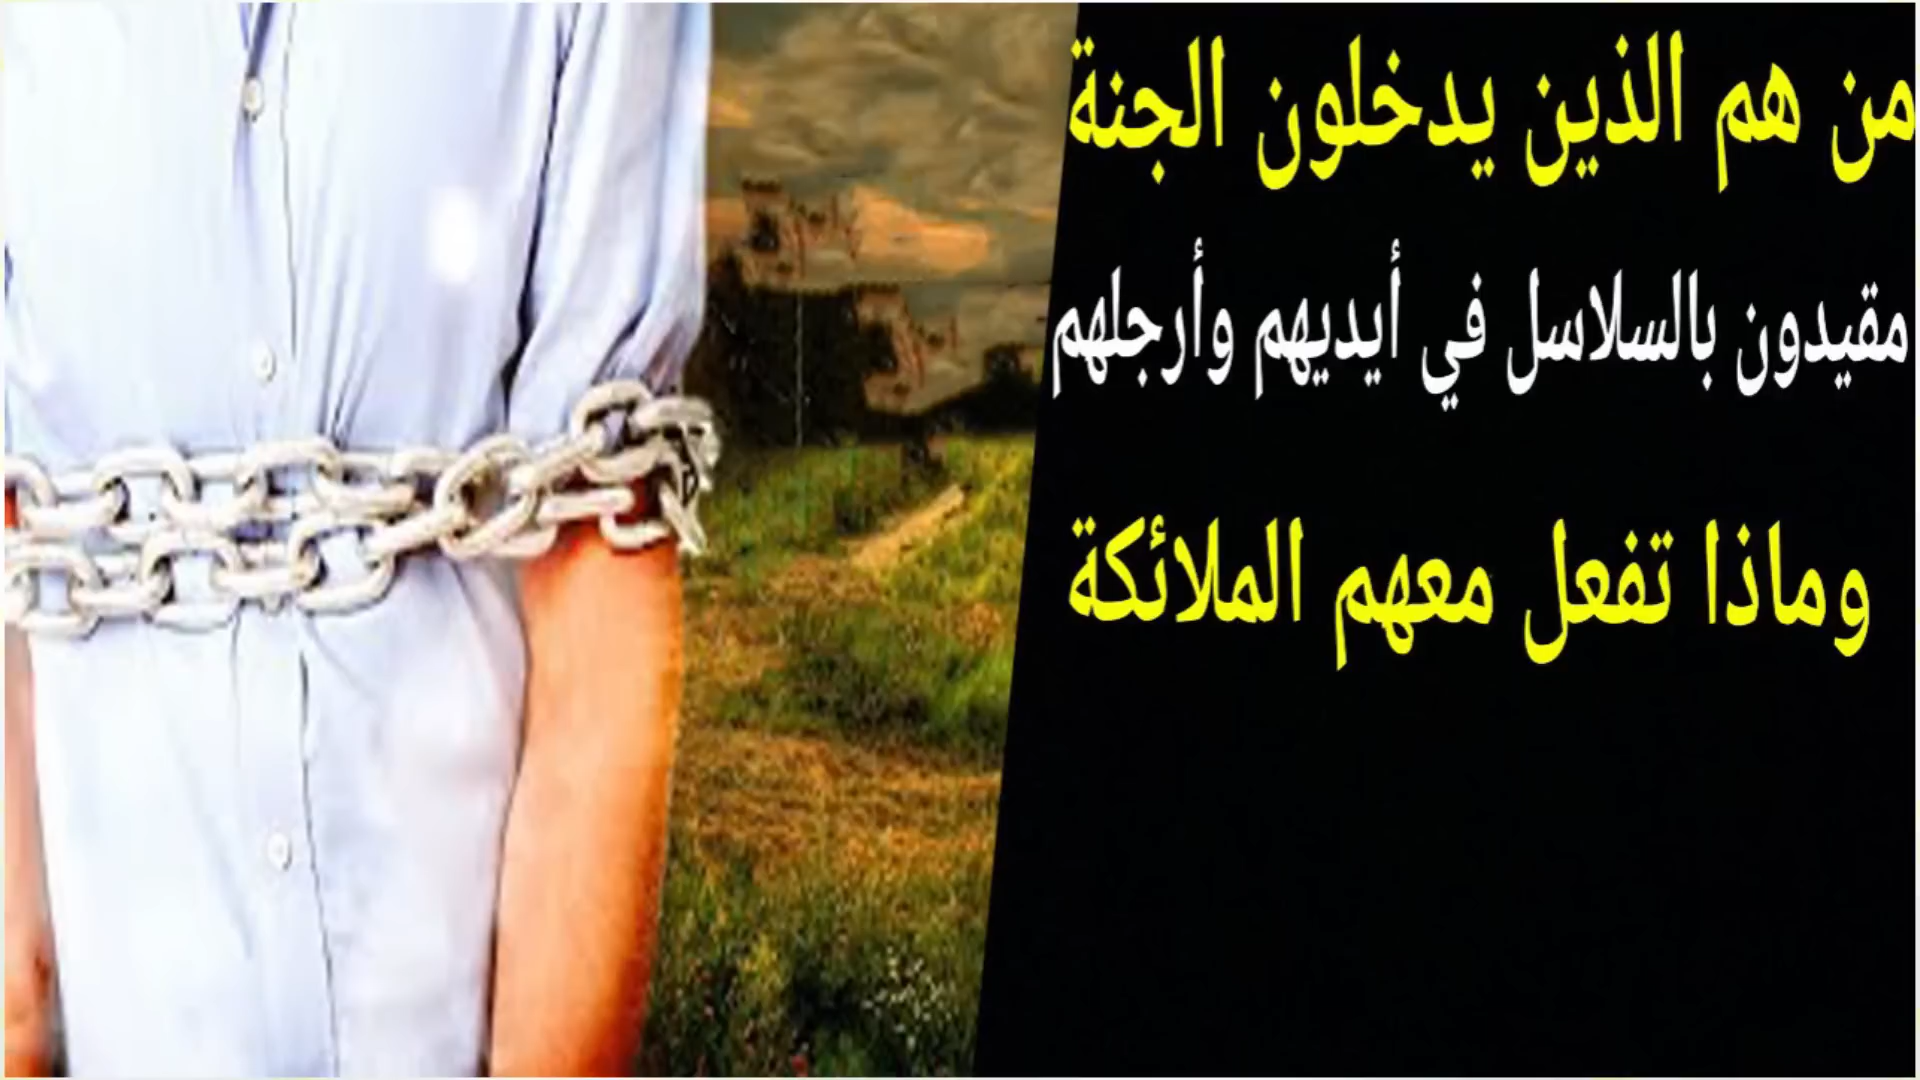 من هم الذين يدخلون الجنة
مقيدون بالسلاسل في أيديهم وأرجلهم
وماذا تفعل معهم الملائكة